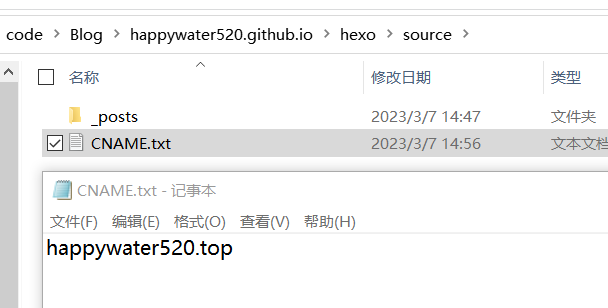 code > Blog > happywater520.github.io > hexo > source >
名称 修改日期 类型
_posts 2023/3/7 14:47 文件夹
CNAME.txt 2023/3/7 14:56 文本文档
CNAME.txt - 记事本
文件(F) 编辑(E) 格式(O) 查看(V) 帮助(H)
happywater520.top